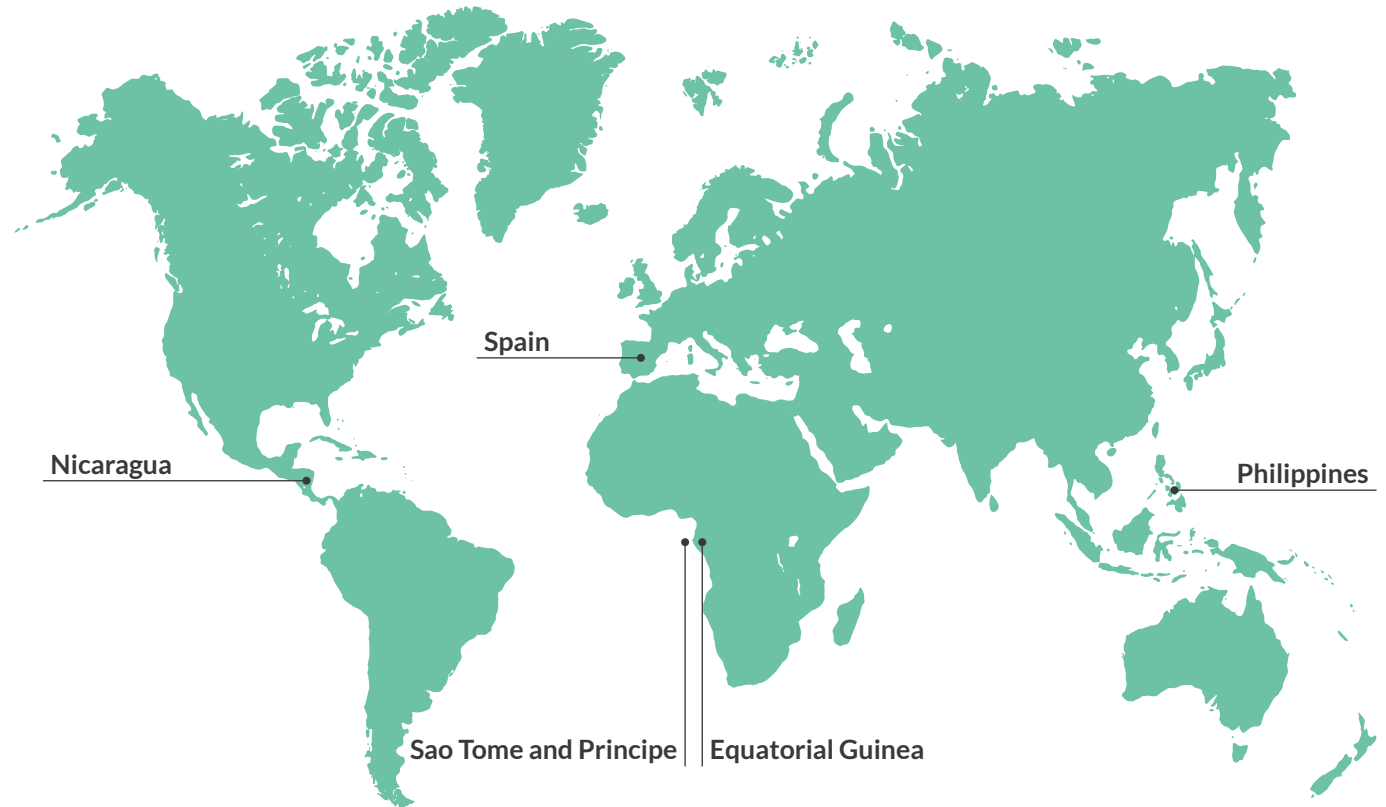 Spain
Nicaragua
Philippines
Sao Tome and Principe
Equatorial Guinea